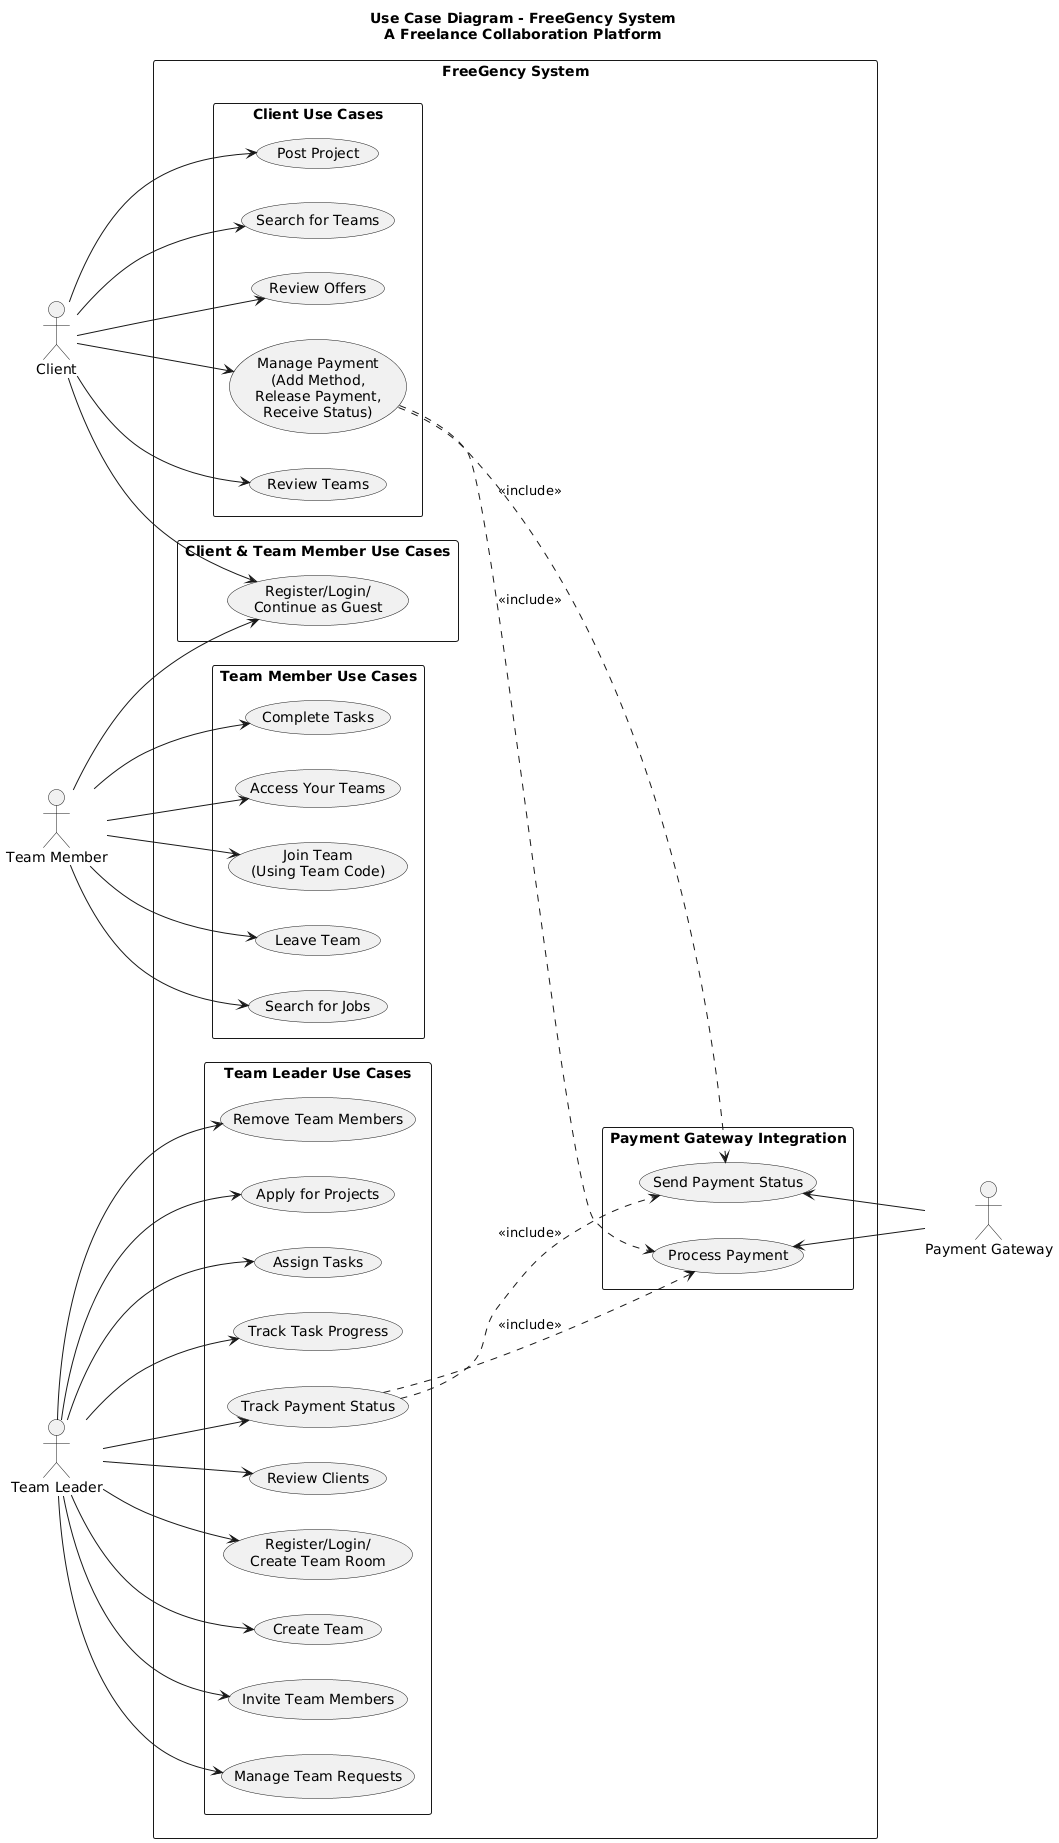 Use Case Diagram - FreeGency System
A Freelance Collaboration Platform
FreeGency System
Client Use Cases
Post Project
Search for Teams
Review Offers
Client
Manage Payment
(Add Method,
Release Payment,
Receive Status)
Review Teams
«include»
Client & Team Member Use Cases
Register/Login/
Continue as Guest
«include»
Team Member Use Cases
Complete Tasks
Access Your Teams
Team Member
Join Team
(Using Team Code)
Leave Team
Search for Jobs
Team Leader Use Cases
Remove Team Members
Apply for Projects
Assign Tasks
Track Task Progress
Track Payment Status
Team Leader
Review Clients
Register/Login/
Create Team Room
Create Team
Invite Team Members
Manage Team Requests
«include»
«include»
Payment Gateway Integration
Send Payment Status
Process Payment
Payment Gateway